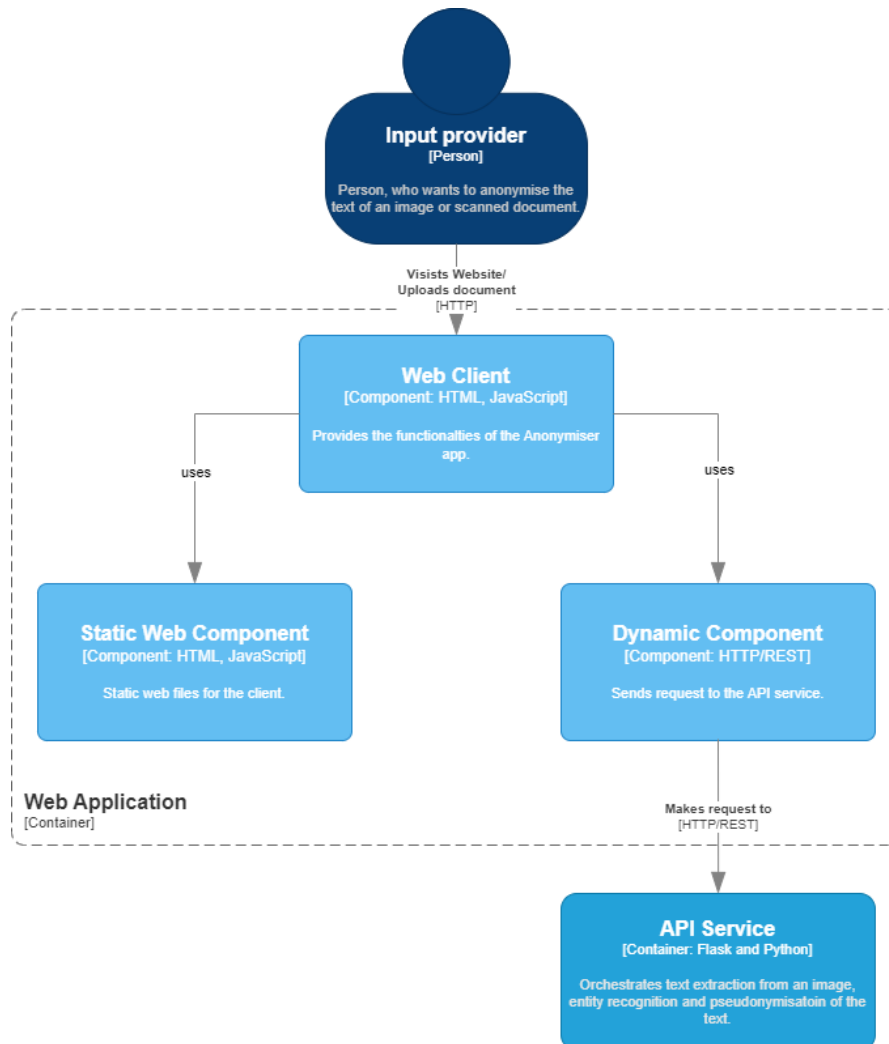 Input provider
[Person]
Person, who wants to anonymise the
text of an image or scanned document.
Visists Website/
Uploads document
[HTTP]
Web Client
[Component: HTML, JavaScript]
Provides the functionalties of the Anonymiser
app.
uses
uses
Static Web Component
[Component: HTML, JavaScript]
Static web files for the client.
Dynamic Component
[Component: HTTP/REST]
Sends request to the API service.
Web Application
[Container]
Makes request to
[HTTP/REST]
API Service
[Container: Flask and Python]
Orchestrates text extraction from an image,
entity recognition and pseudonymisatoin of the
text.